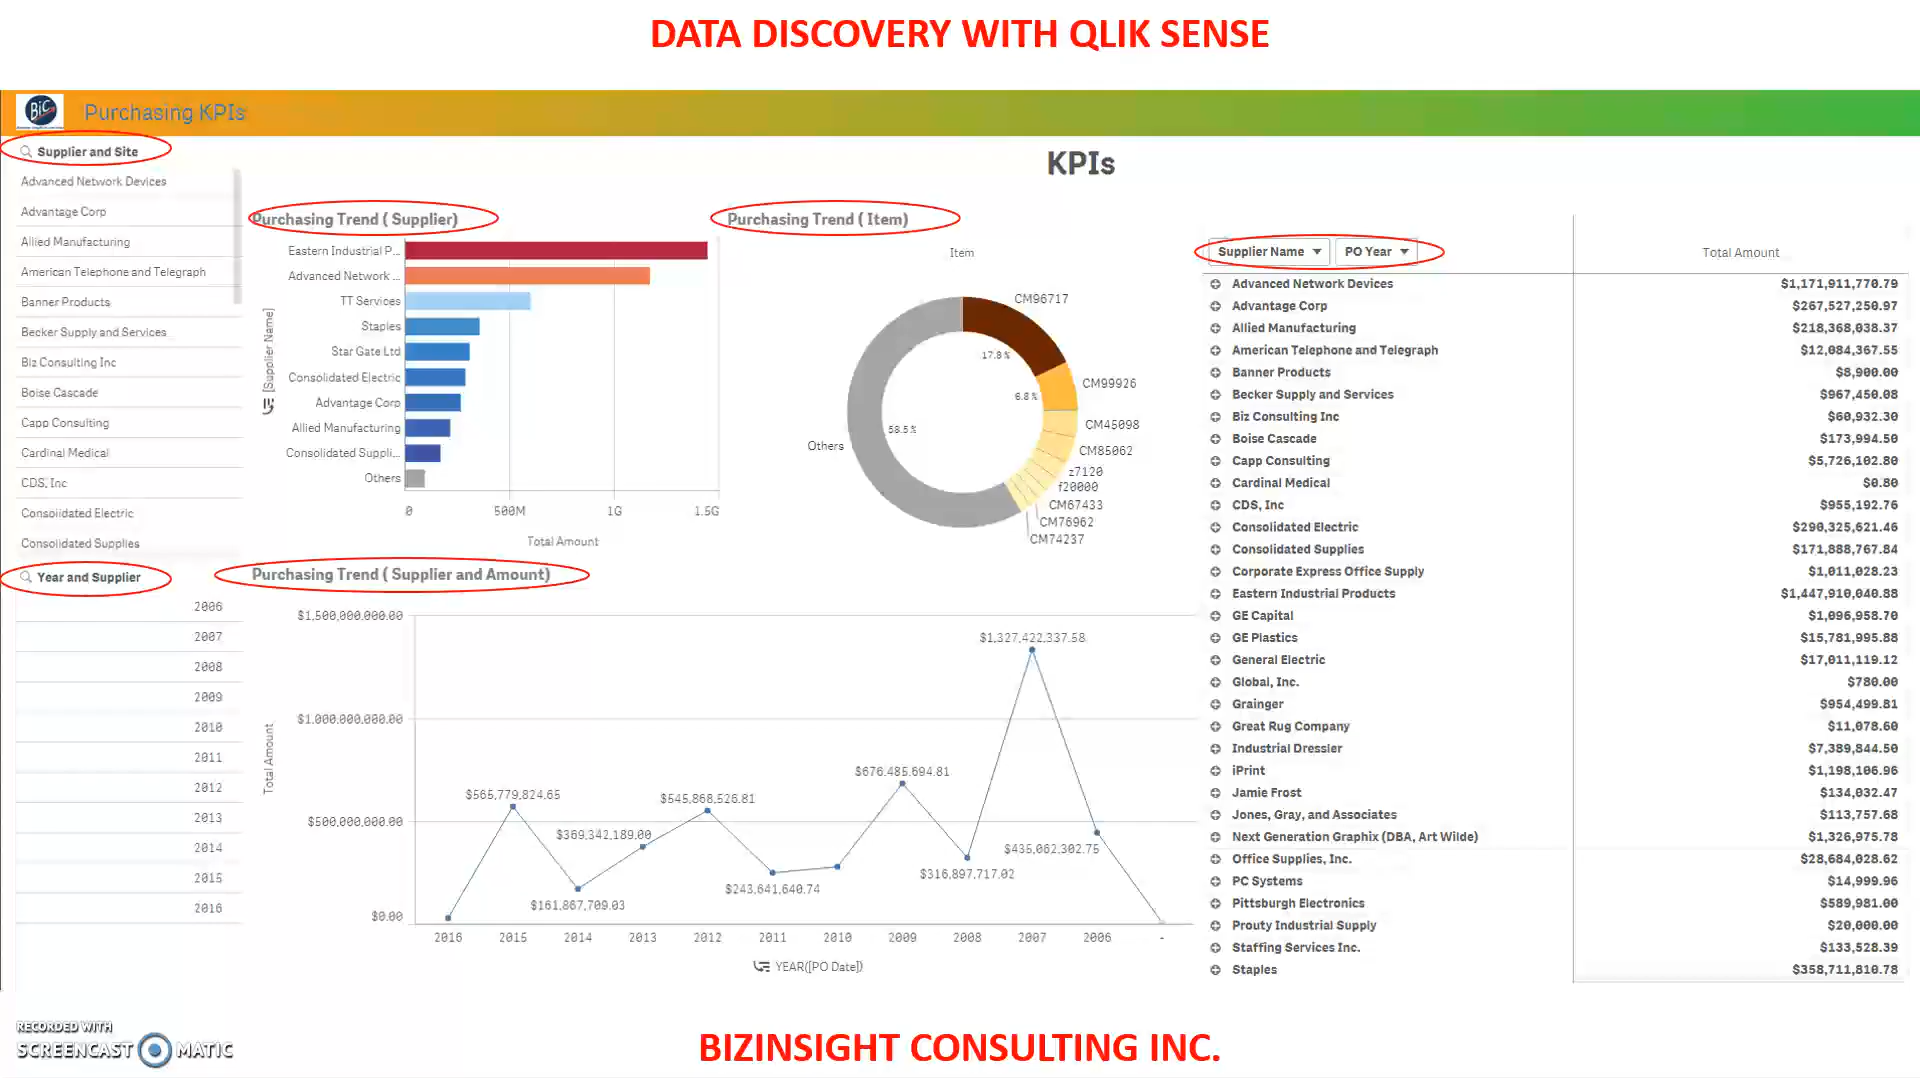 DATA DISCOVERY WITH QLIK SENSE
BiC
Purchasing KPIs
KPIs
Supplier and Site
Advanced Network Devices
Advantage Corp
Allied Manufacturing
American Telephone and Telegraph
Banner Products
Becker Supply and Services
Biz Consulting Inc
Boise Cascade
Capp Consulting
Cardinal Medical
CDS, Inc
Consolidated Electric
Consolidated Supplies
Year and Supplier
2006
2007
2008
2009
2010
2011
2012
2013
2014
2015
2016
Purchasing Trend ( Supplier)
[Supplier Name]
Eastern Industrial P...
Advanced Network ...
TT Services
Staples
Star Gate Ltd
Consolidated Electric
Advantage Corp
Allied Manufacturing
Consolidated Suppli...
Others
0 500M 1G 1.5G
Total Amount
Purchasing Trend ( Item)
Item
CM96717
17.8%
CM99926
6.8%
CM45098
58.5%
Others
CM85062
z7120
f20000
CM67433
CM76962
CM74237
Purchasing Trend ( Supplier and Amount)
Total Amount
$1,500,000,000.00
$1,000,000,000.00
$500,000,000.00
$0.00
$565,779,824.65
$161,867,709.03
$369,342,189.00
$545,868,526.81
$243,641,640.74
$676,485,694.81
$316,897,717.02
$1,327,422,337.58
$435,062,302.75
2016 2015 2014 2013 2012 2011 2010 2009 2008 2007 2006 -
YEAR([PO Date])
Supplier Name PO Year Total Amount
Advanced Network Devices $1,171,911,770.79
Advantage Corp $267,527,250.97
Allied Manufacturing $218,368,038.37
American Telephone and Telegraph $12,084,367.55
Banner Products $8,900.00
Becker Supply and Services $967,450.08
Biz Consulting Inc $60,932.30
Boise Cascade $173,994.50
Capp Consulting $5,726,102.80
Cardinal Medical $0.80
CDS, Inc $955,192.76
Consolidated Electric $290,325,621.46
Consolidated Supplies $171,888,767.84
Corporate Express Office Supply $1,011,028.23
Eastern Industrial Products $1,447,910,040.88
GE Capital $1,096,958.70
GE Plastics $15,781,995.88
General Electric $17,011,119.12
Global, Inc. $780.00
Grainger $954,499.81
Great Rug Company $11,078.60
Industrial Dressler $7,389,844.50
iPrint $1,198,106.96
Jamie Frost $134,032.47
Jones, Gray, and Associates $113,757.68
Next Generation Graphix (DBA, Art Wilde) $1,326,975.78
Office Supplies, Inc. $28,684,028.62
PC Systems $14,999.96
Pittsburgh Electronics $589,981.00
Prouty Industrial Supply $20,000.00
Staffing Services Inc. $133,528.39
Staples $358,711,810.78
RECORDED WITH
SCREENCAST MATIC
BIZINSIGHT CONSULTING INC.